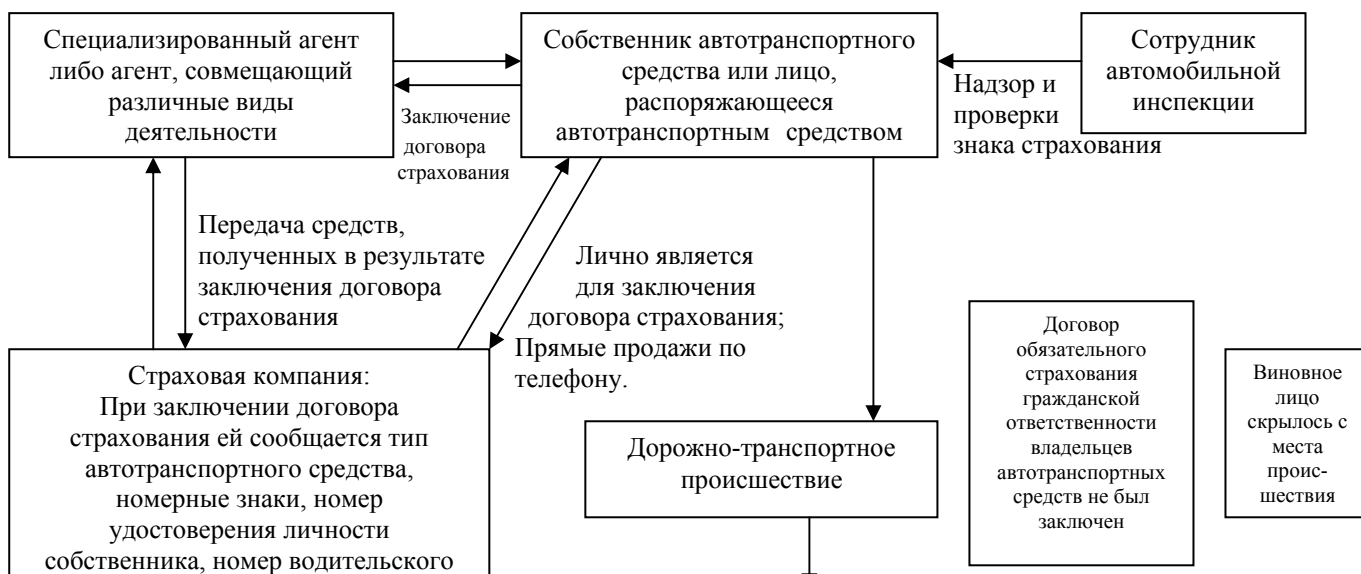 Специализированный агент
либо агент, совмещающий
различные виды
деятельности
Заключение
договора
страхования
Собственник автотранспортного
средства или лицо,
распоряжающееся
автотранспортным средством
Надзор и
проверки
знака страхования
Сотрудник
автомобильной
инспекции
Передача средств,
полученных в результате
заключения договора
страхования
Лично является
для заключения
договора страхования;
Прямые продажи по
телефону.
Страховая компания:
При заключении договора
страхования ей сообщается тип
автотранспортного средства,
номерные знаки, номер
удостоверения личности
собственника, номер водительского
Дорожно-транспортное
происшествие
Договор
обязательного
страхования
гражданской
ответственности
владельцев
автотранспортных
средств не был
заключен
Виновное
лицо
скрылось с
места
проис-
шествия